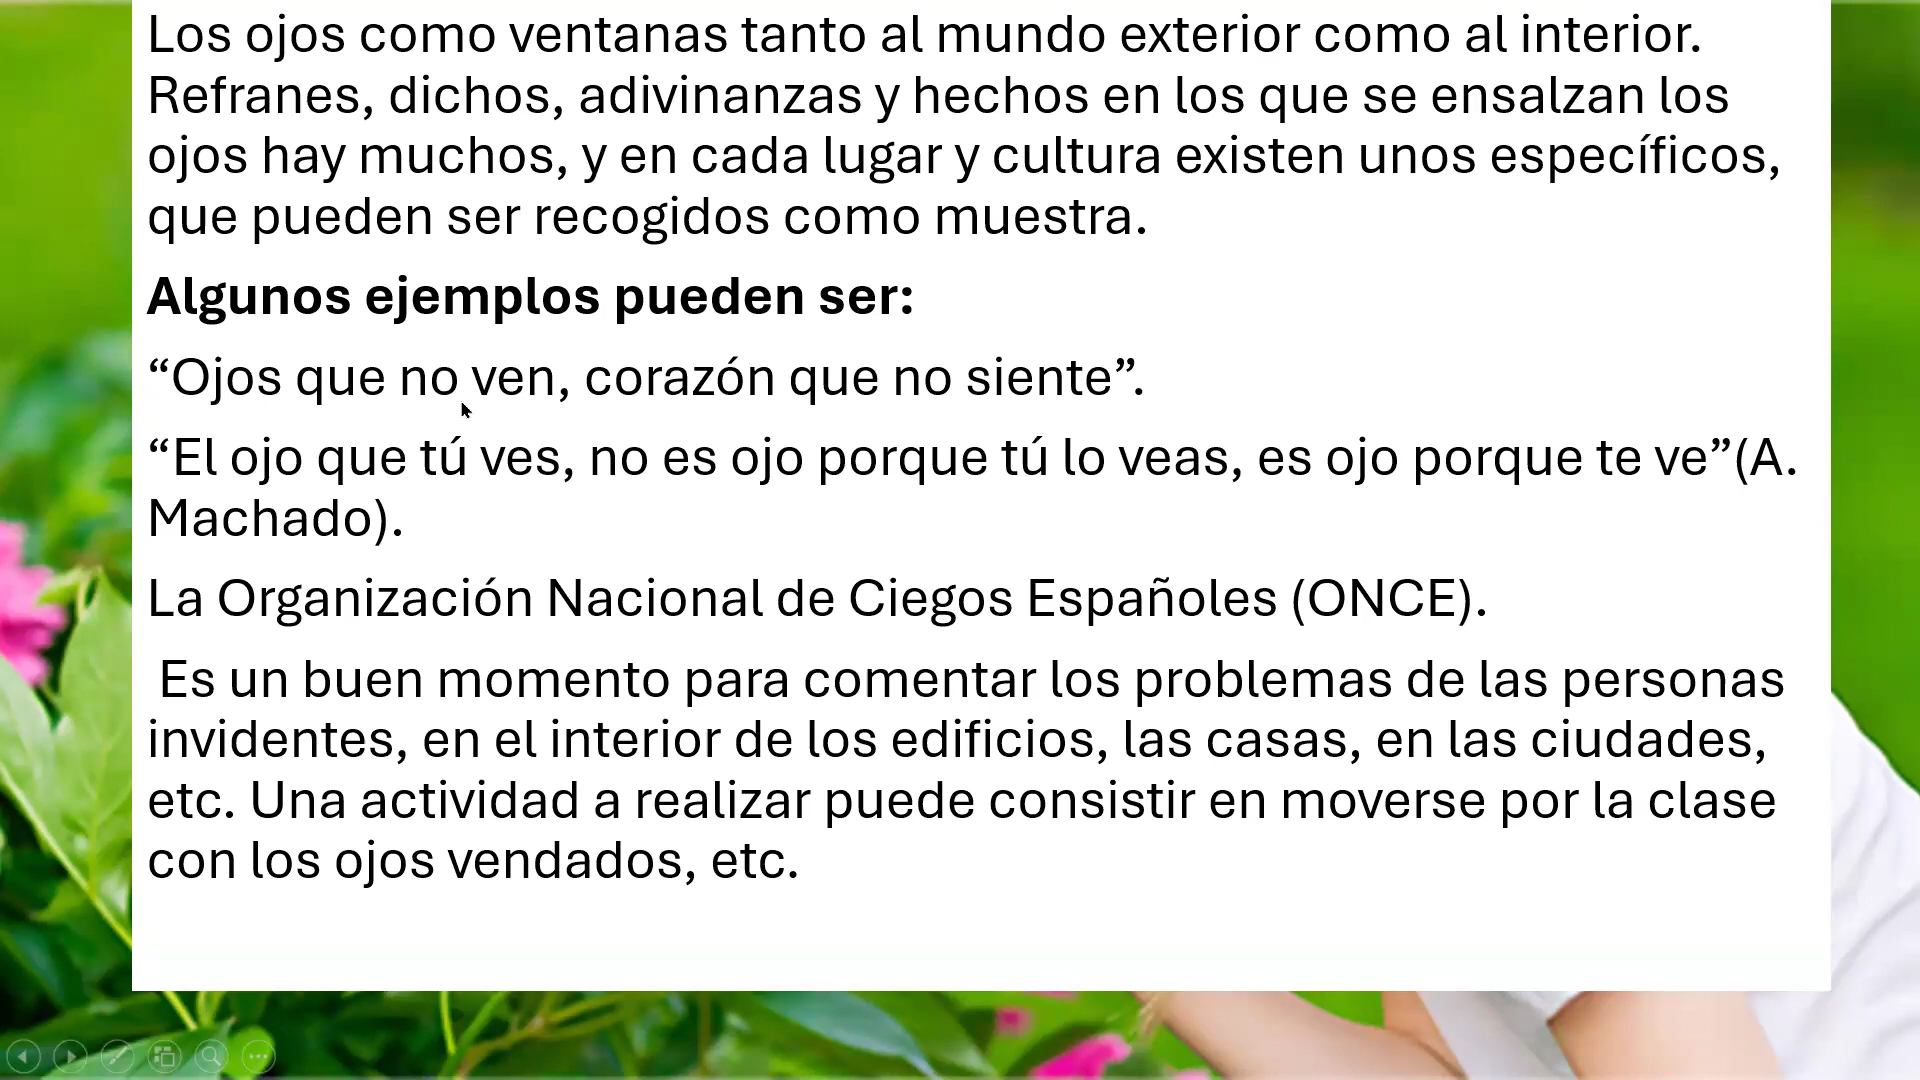 Los ojos como ventanas tanto al mundo exterior como al interior.
Refranes, dichos, adivinanzas y hechos en los que se ensalzan los
ojos hay muchos, y en cada lugar y cultura existen unos específicos,
que pueden ser recogidos como muestra.
Algunos ejemplos pueden ser:
“Ojos que no ven, corazón que no siente”.
“El ojo que tú ves, no es ojo porque tú lo veas, es ojo porque te ve”(A.
Machado).
La Organización Nacional de Ciegos Españoles (ONCE).
Es un buen momento para comentar los problemas de las personas
invidentes, en el interior de los edificios, las casas, en las ciudades,
etc. Una actividad a realizar puede consistir en moverse por la clase
con los ojos vendados, etc.